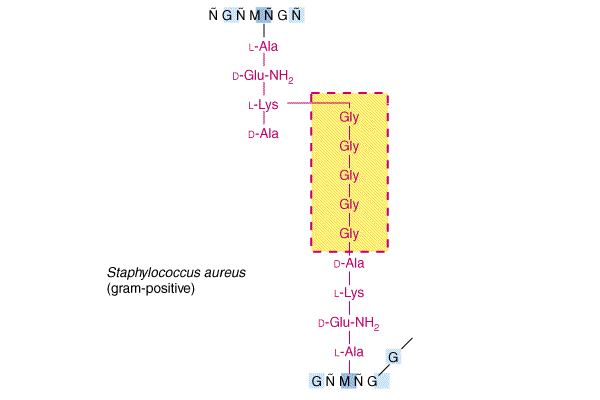 Ñ G Ñ M Ñ G Ñ
L-Ala
D-Glu-NH2
L-Lys
D-Ala
Gly
Gly
Gly
Gly
Gly
D-Ala
L-Lys
D-Glu-NH2
L-Ala
G Ñ M Ñ G
G
Staphylococcus aureus
(gram-positive)